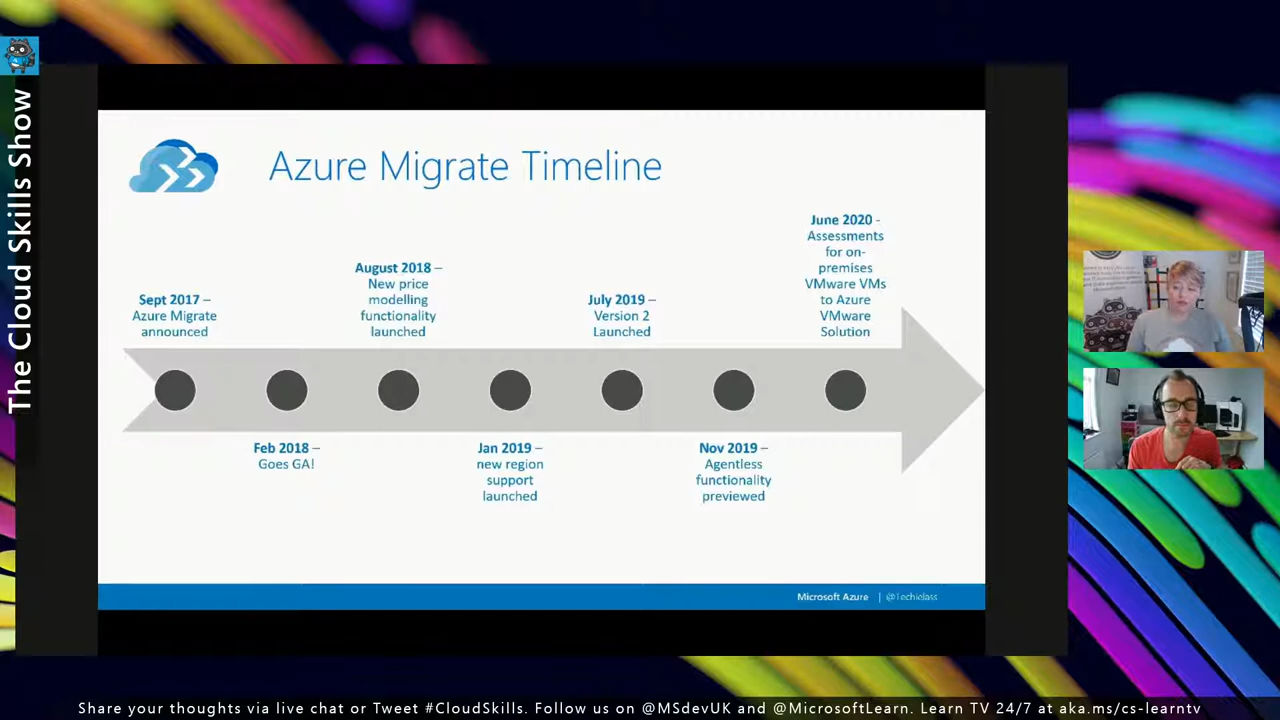 The Cloud Skills Show
Azure Migrate Timeline
Sept 2017 –
Azure Migrate
announced
Feb 2018 –
Goes GA!
August 2018 –
New price
modelling
functionality
launched
Jan 2019 –
new region
support
launched
July 2019 –
Version 2
Launched
Nov 2019 –
Agentless
functionality
previewed
June 2020 -
Assessments
for on-
premises
VMware VMs
to Azure
VMware
Solution
Microsoft Azure | @Techielass
Share your thoughts via live chat or Tweet #CloudSkills. Follow us on @MSdevUK and @MicrosoftLearn. Learn TV 24/7 at aka.ms/cs-learntv